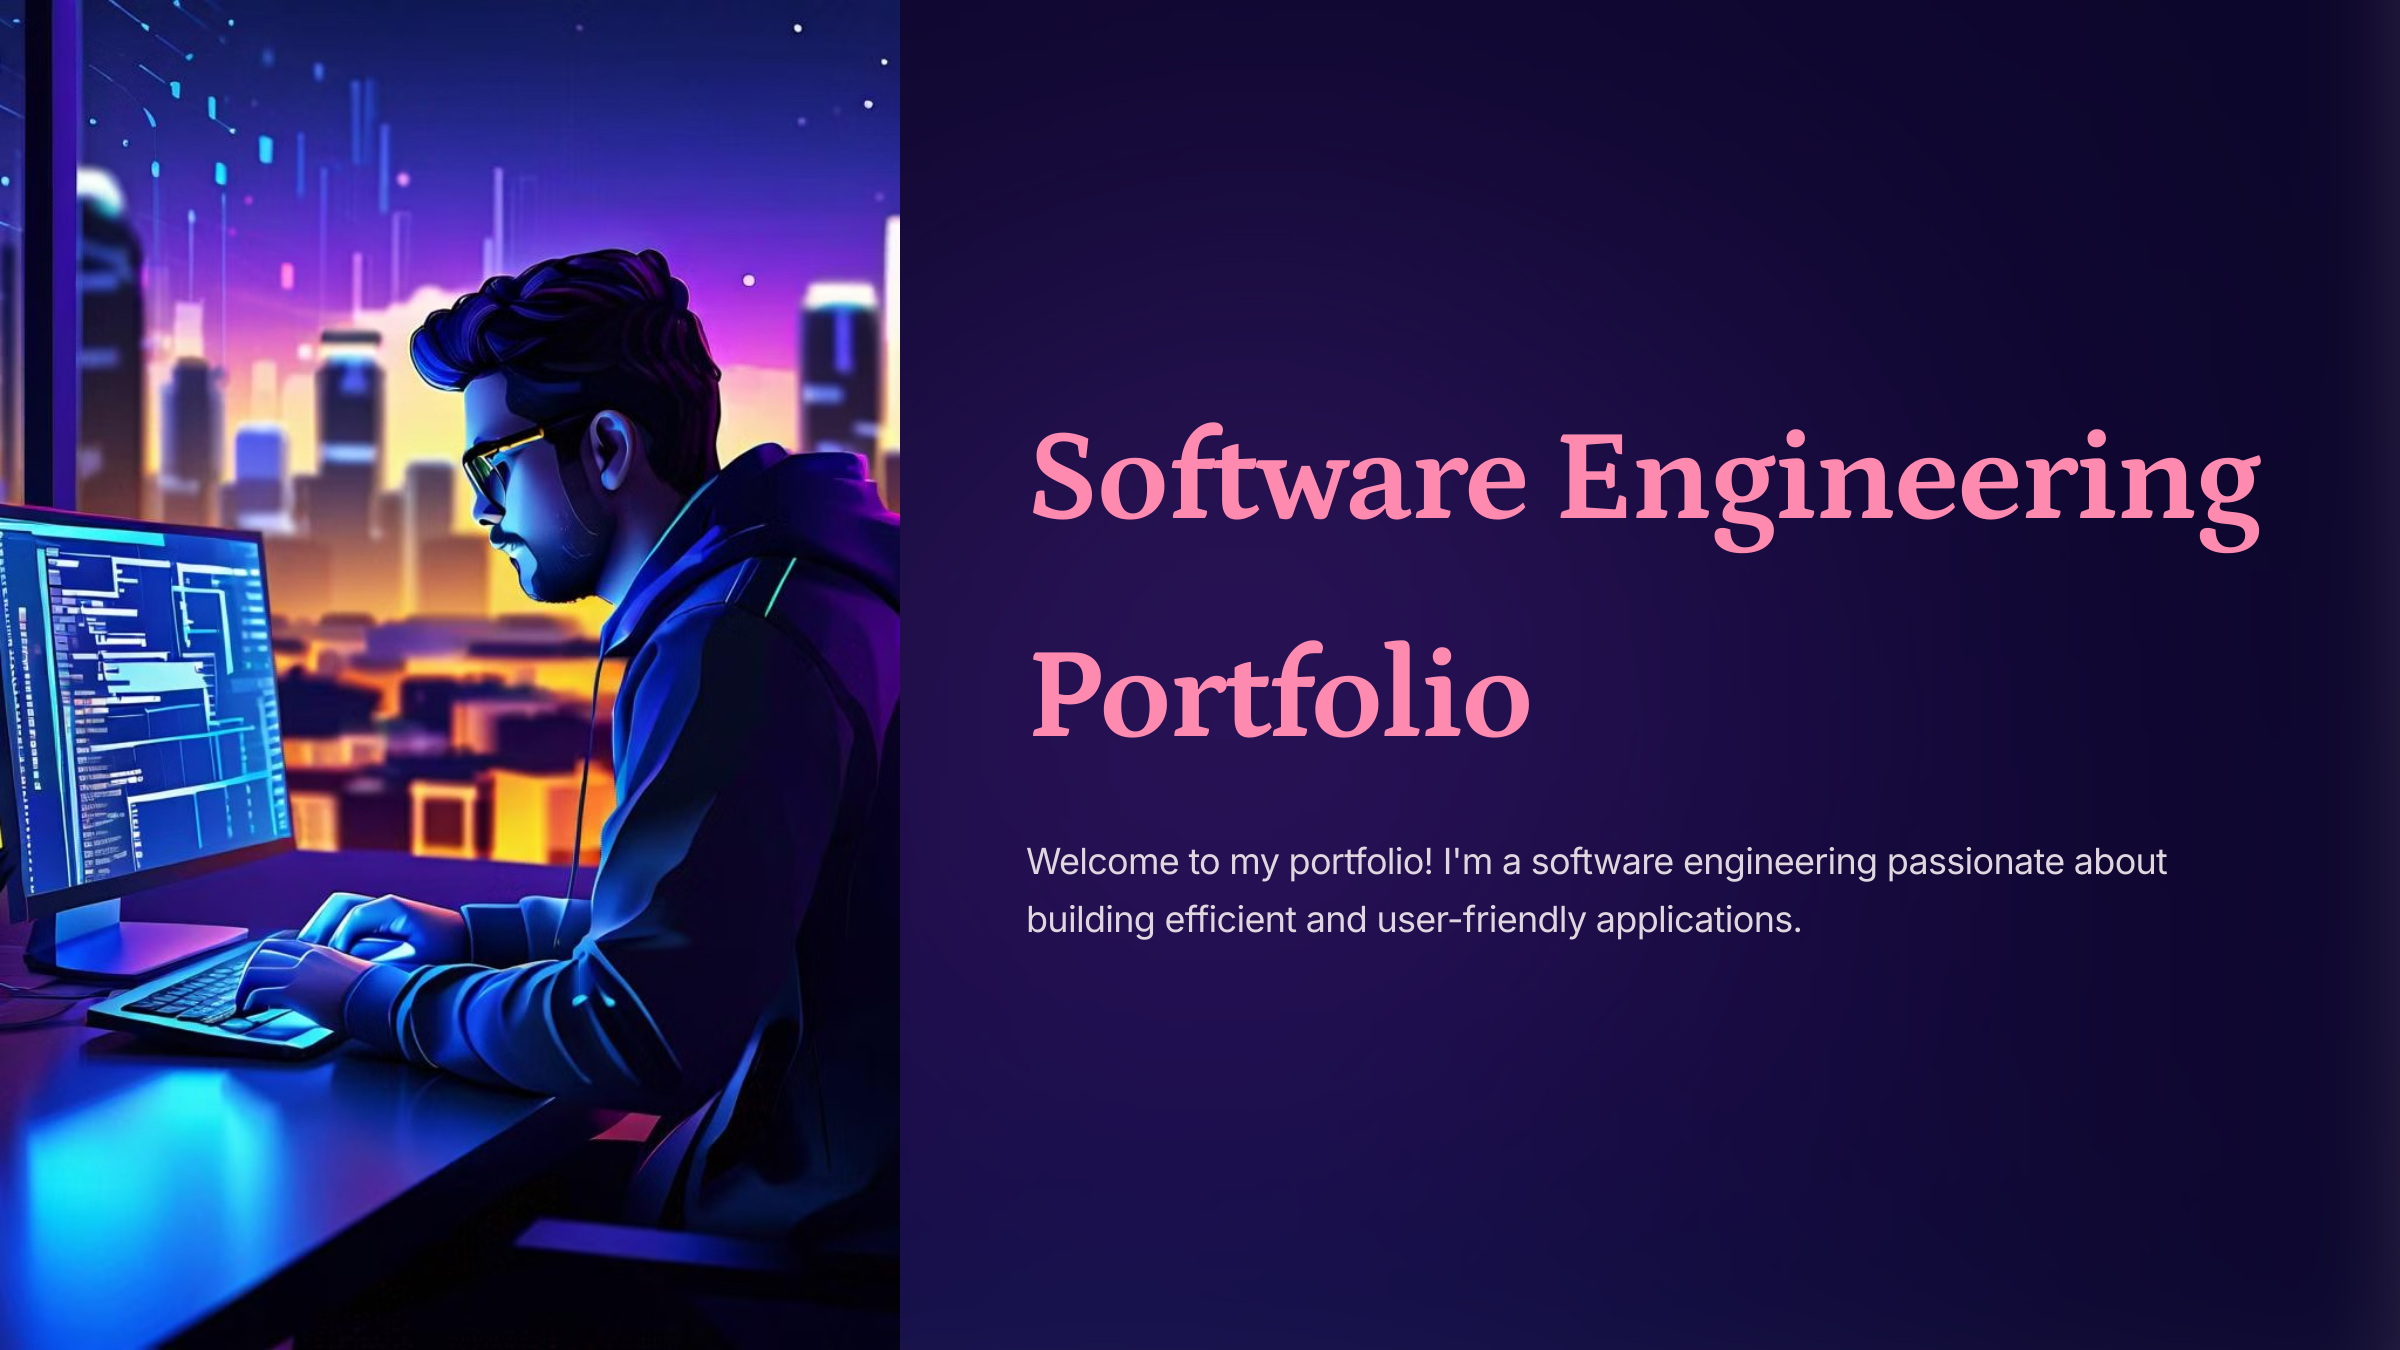 Software Engineering
Portfolio
Welcome to my portfolio! I'm a software engineering passionate about
building efficient and user-friendly applications.